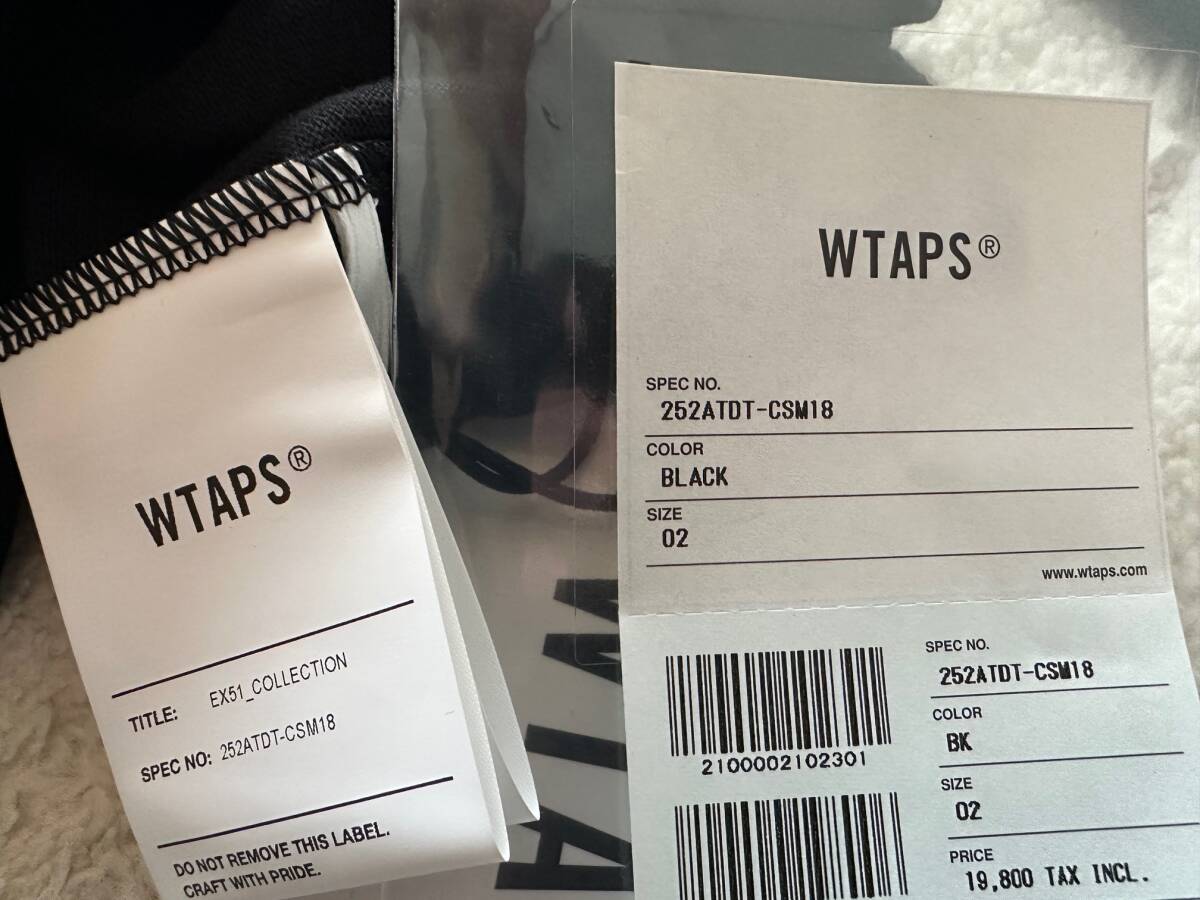 WTAPS®
TITLE: EX51_COLLECTION
SPEC NO: 252ATDT-CSM18
DO NOT REMOVE THIS LABEL.
CRAFT WITH PRIDE.
WTAPS®
SPEC NO.
252ATDT-CSM18
COLOR
BLACK
SIZE
02
www.wtaps.com
2100002102301
SPEC NO.
252ATDT-CSM18
COLOR
BK
SIZE
02
PRICE
19,800 TAX INCL.
WTA